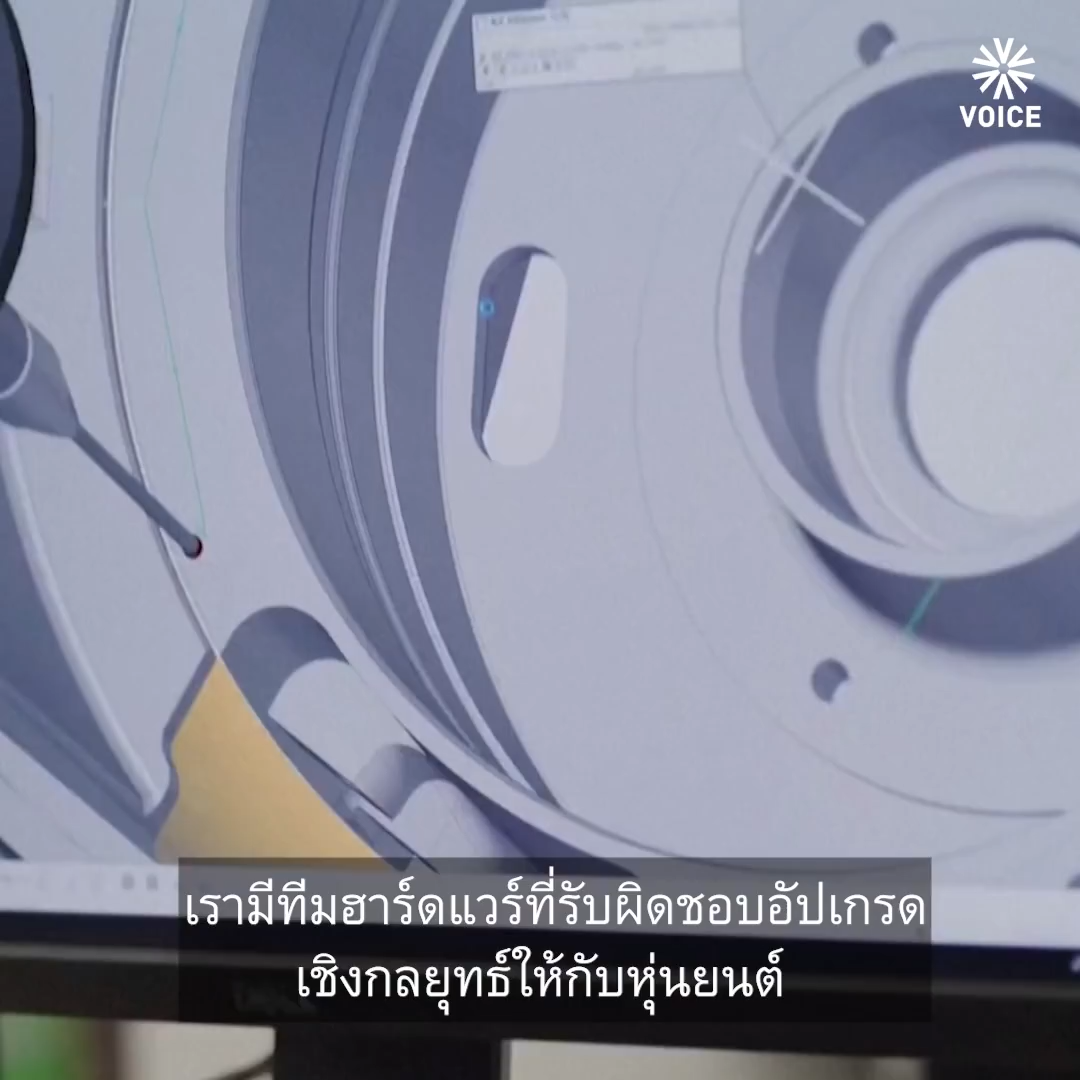 VOICE
เรามีทีมฮาร์ดแวร์ที่รับผิดชอบอัปเกรด
เชิงกลยุทธ์ให้กับหุ่นยนต์